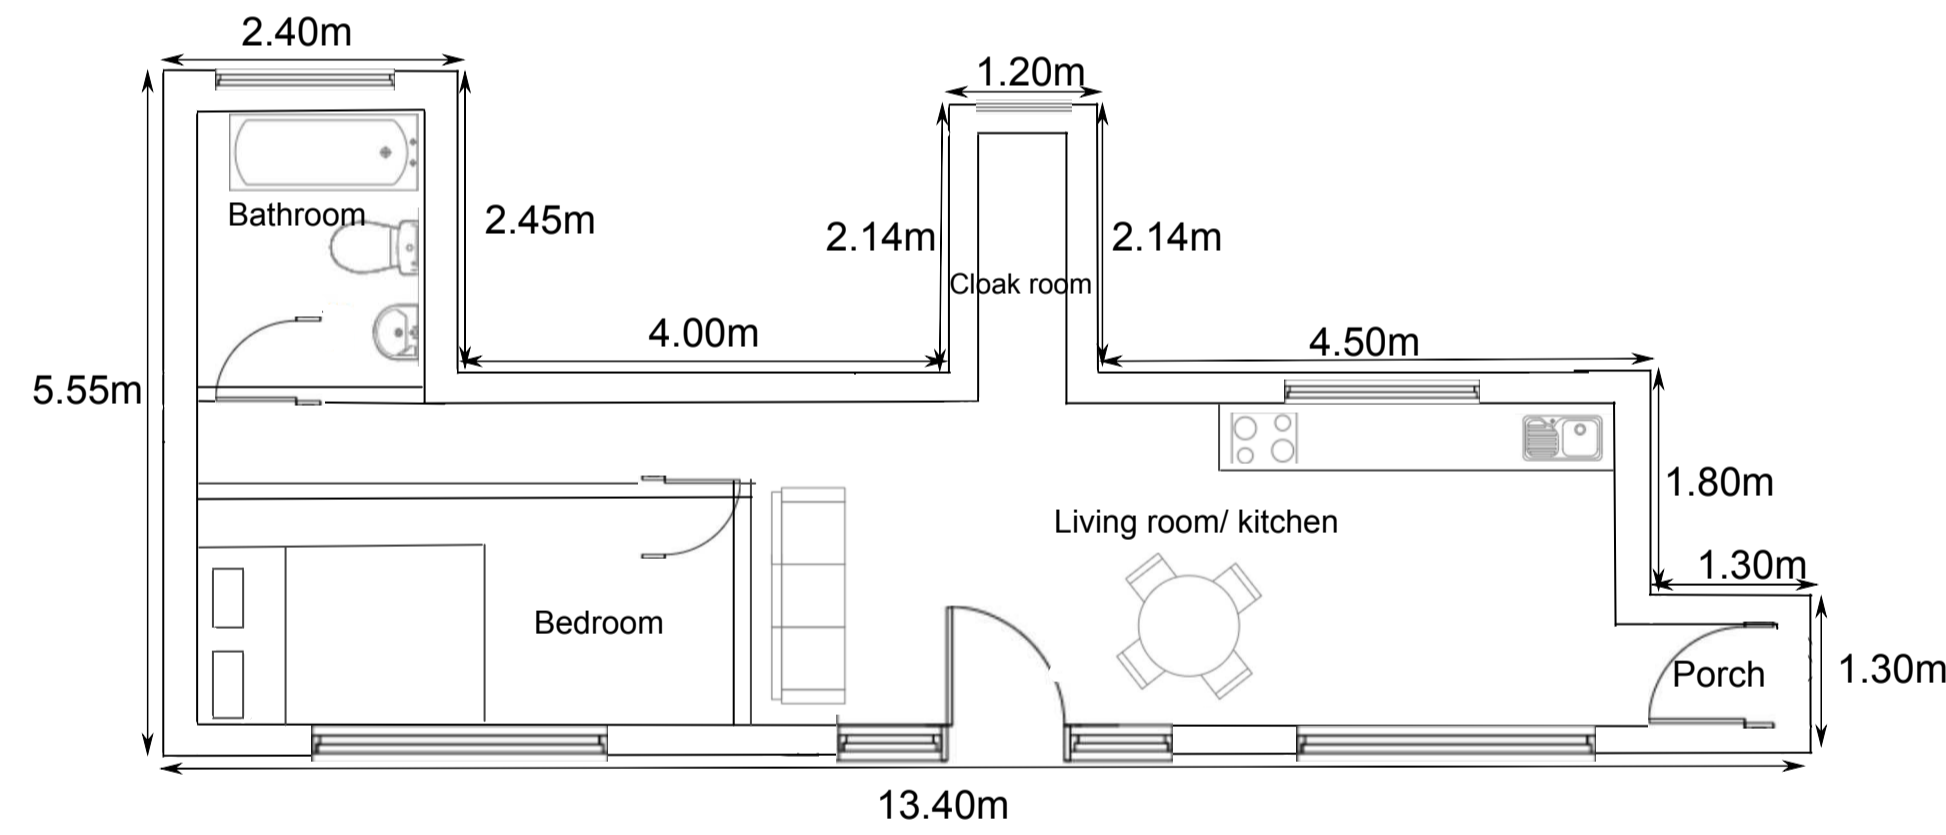 2.40m
1.20m
Bathroom
2.45m
2.14m
2.14m
Cloak room
4.00m
4.50m
5.55m
1.80m
Living room/ kitchen
1.30m
Bedroom
Porch
1.30m
13.40m